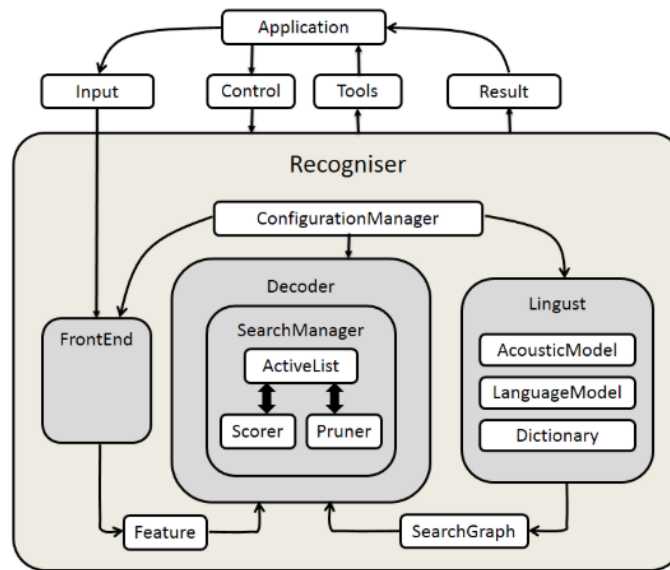 Application
Input
Control
Tools
Result
Recogniser
ConfigurationManager
Decoder
Lingust
SearchManager
FrontEnd
ActiveList
AcousticModel
LanguageModel
Scorer
Pruner
Dictionary
Feature
SearchGraph